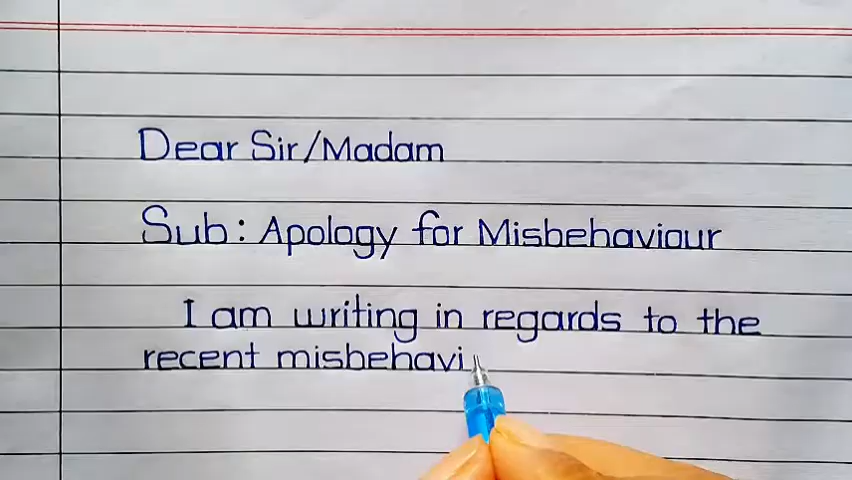 Dear Sir/Madam
Sub: Apology for Misbehaviour
I am writing in regards to the
recent misbehavi